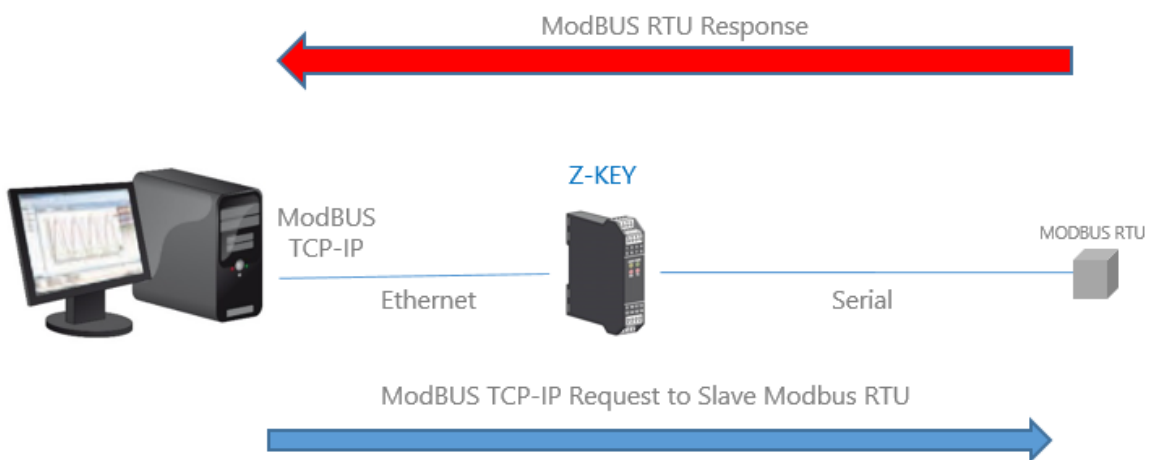 ModBUS RTU Response
Z-KEY
ModBUS
TCP-IP
MODBUS RTU
Ethernet
Serial
ModBUS TCP-IP Request to Slave Modbus RTU